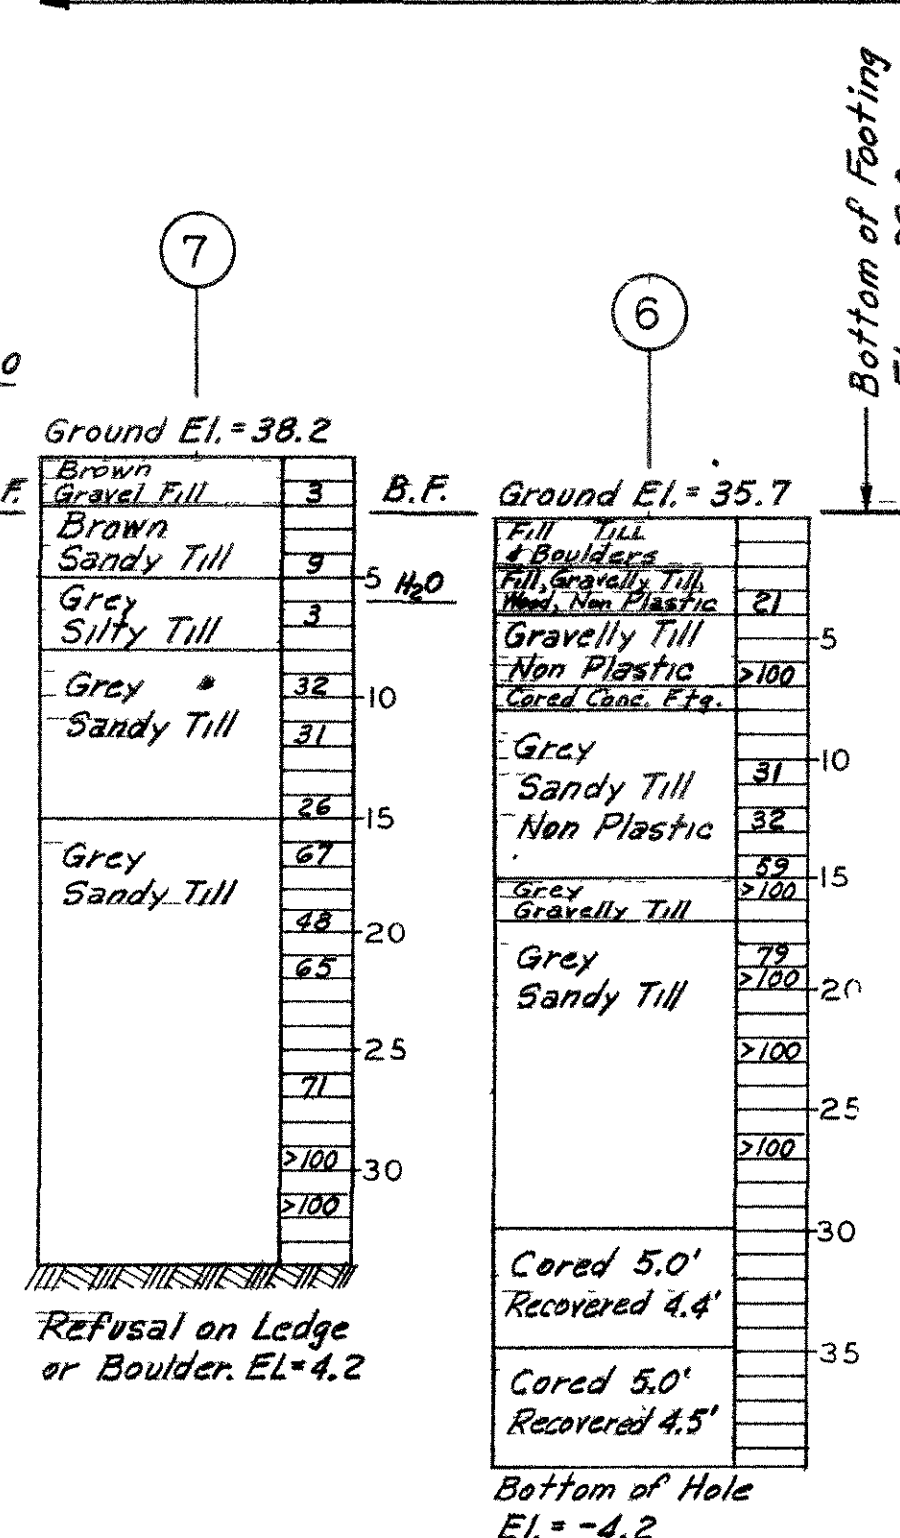 Bottom of Footing
7
6
O
Ground El. = 38.2
F.
Brown
Gravel Fill
3
Brown
Sandy Till
9
5
Grey
Silty Till
3
Grey
Sandy Till
32
10
31
26
15
Grey
Sandy Till
67
48
20
65
25
71
>100
30
>100
Refusal on Ledge
or Boulder. El=4.2
B.F.
H2O
Ground El. = 35.7
Fill Till
& Boulders
Fill, Gravelly Till,
Wood, Non Plastic
21
Gravelly Till
5
Non Plastic
>100
Cored Conc. Ftg.
Grey
Sandy Till
Non Plastic
10
31
32
59
15
Grey
Gravelly Till
>100
Grey
Sandy Till
79
>100
20
>100
25
>100
30
Cored 5.0'
Recovered 4.4'
35
Cored 5.0'
Recovered 4.5'
Bottom of Hole
El. = -4.2